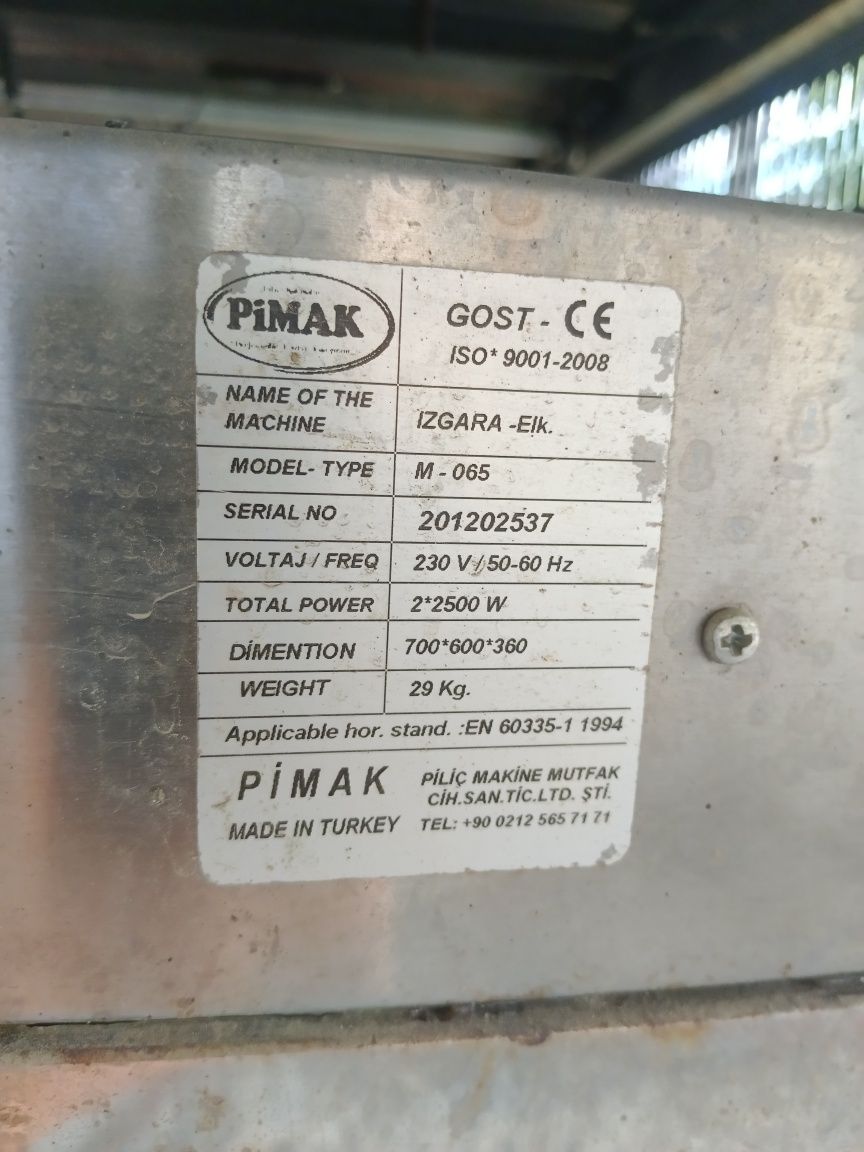 PiMAK
GOST - CE
ISO* 9001-2008
NAME OF THE
MACHINE
IZGARA -Elk.
MODEL- TYPE
M - 065
SERIAL NO
201202537
VOLTAJ / FREQ
230 V / 50-60 Hz
TOTAL POWER
2*2500 W
DİMENTİON
700*600*360
WEIGHT
29 Kg.
Applicable hor. stand. :EN 60335-1 1994
PİMAK
MADE IN TURKEY
PİLİÇ MAKİNE MUTFAK
CİH.SAN.TİC.LTD. ŞTİ.
TEL: +90 0212 565 71 71